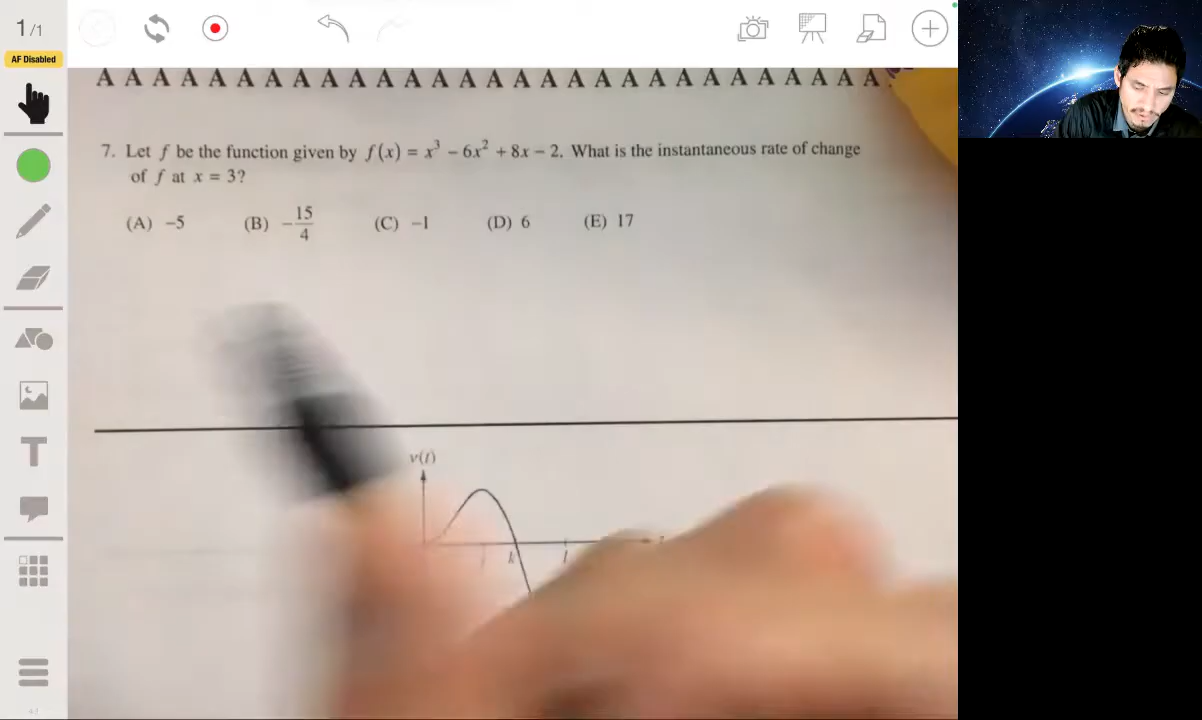 1/1
AF Disabled
T
A A A A A A A A A A A A A A A A A A A A A A A A A A A A A
7. Let f be the function given by f(x) = x³ − 6x² + 8x − 2. What is the instantaneous rate of change
of f at x = 3?
(A) −5 (B) −15/4 (C) −1 (D) 6 (E) 17
v(t)
k l